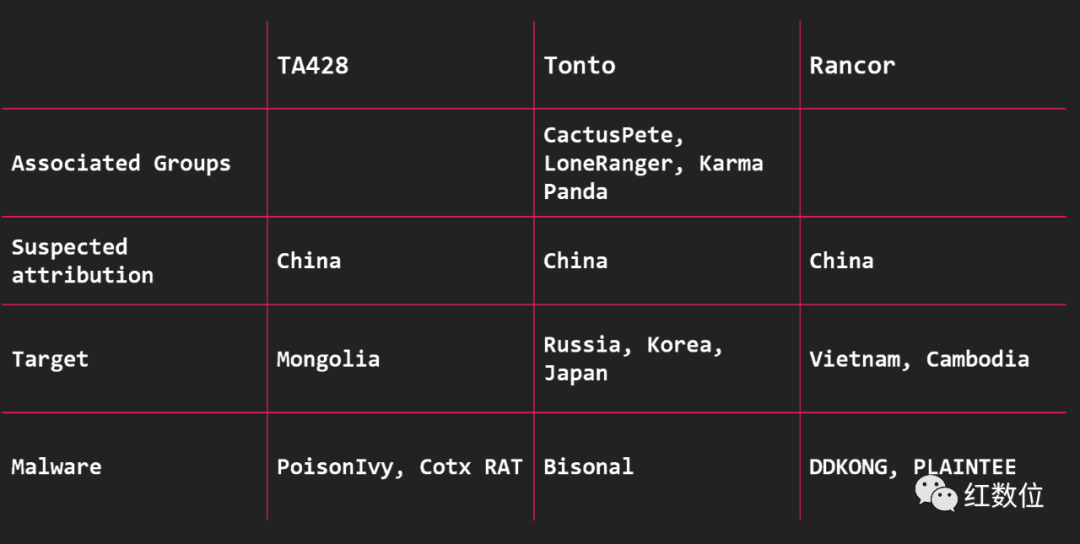 TA428
Tonto
Rancor
Associated Groups
CactusPete,
LoneRanger, Karma
Panda
Suspected
attribution
China
China
China
Target
Mongolia
Russia, Korea,
Japan
Vietnam, Cambodia
Malware
PoisonIvy, Cotx RAT
Bisonal
DDKONG, PLAINTEE
红数位